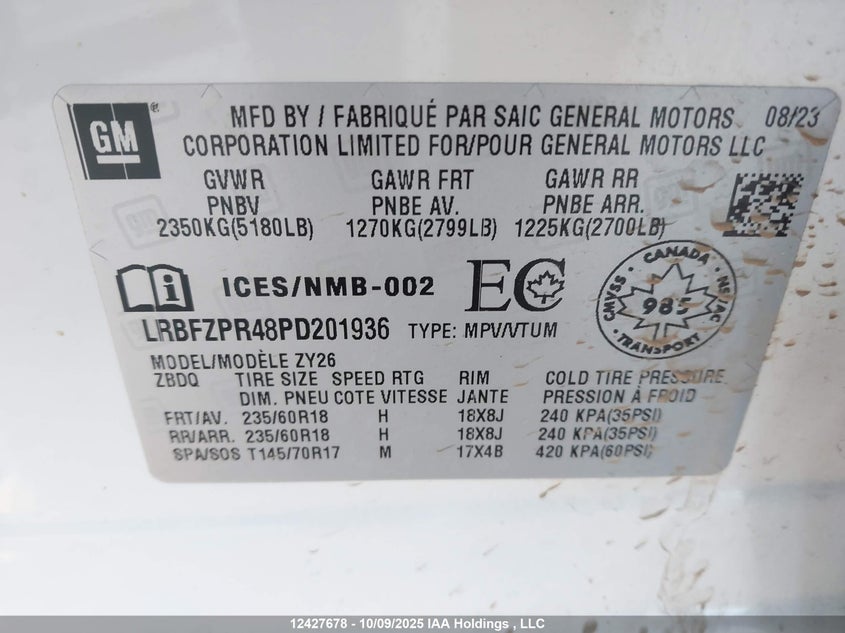 GM
MFD BY / FABRIQUÉ PAR SAIC GENERAL MOTORS 08/23
CORPORATION LIMITED FOR/POUR GENERAL MOTORS LLC
GVWR GAWR FRT GAWR RR
PNBV PNBE AV. PNBE ARR.
2350KG(5180LB) 1270KG(2799LB) 1225KG(2700LB)
ICES/NMB-002 EC
CANADA CMVSS NSVAC 985 TRANSPORT
LRBFZPR48PD201936 TYPE: MPV/VTUM
MODEL/MODÈLE ZY26
ZBDQ TIRE SIZE SPEED RTG RIM COLD TIRE PRESSURE
DIM. PNEU COTE VITESSE JANTE PRESSION À FROID
FRT/AV. 235/60R18 H 18X8J 240 KPA(35PSI)
RR/ARR. 235/60R18 H 18X8J 240 KPA(35PSI)
SPA/SOS T145/70R17 M 17X4B 420 KPA(60PSI)
12427678 - 10/09/2025 IAA Holdings , LLC